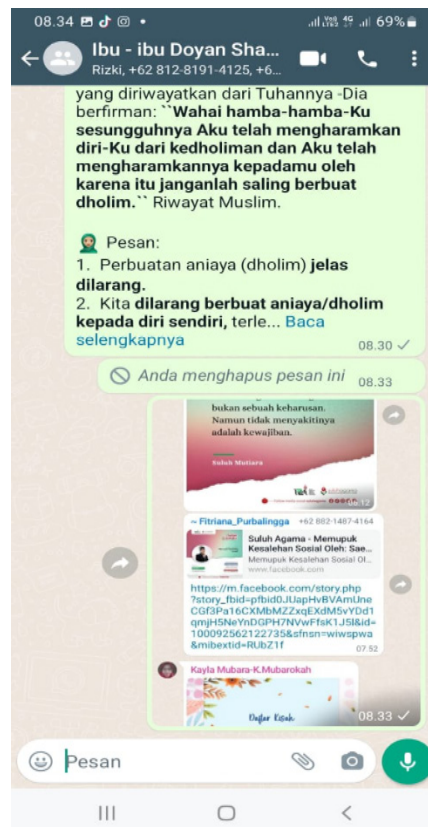 08.34
4G
69%
Ibu - ibu Doyan Sha...
Rizki, +62 812-8191-4125, +6...
yang diriwayatkan dari Tuhannya -Dia
berfirman: ``Wahai hamba-hamba-Ku
sesungguhnya Aku telah mengharamkan
diri-Ku dari kedholiman dan Aku telah
mengharamkannya kepadamu oleh
karena itu janganlah saling berbuat
dholim.`` Riwayat Muslim.
Pesan:
1. Perbuatan aniaya (dholim) jelas
dilarang.
2. Kita dilarang berbuat aniaya/dholim
kepada diri sendiri, terle... Baca
selengkapnya
08.30
Anda menghapus pesan ini 08.33
bukan sebuah keharusan.
Namun tidak menyakitinya
adalah kewajiban.
Suluh Mutiara
~ Fitriana_Purbalingga +62 882-1487-4164
Suluh Agama - Memupuk
Kesalehan Sosial Oleh: Sae...
Memupuk Kesalehan Sosial Ol...
www.facebook.com
https://m.facebook.com/story.php
?story_fbid=pfbid0JUapHvBVAmUne
CGf3Pa16CXMbMZZxqEXdM5vYDd1
qmjH5NeYnDGPH7NVwFfsK1J5l&id=
100092562122735&sfnsn=wiwspwa
&mibextid=RUbZ1f
07.52
Kayla Mubara-K.Mubarokah
Daftar Kisah
08.33
Pesan